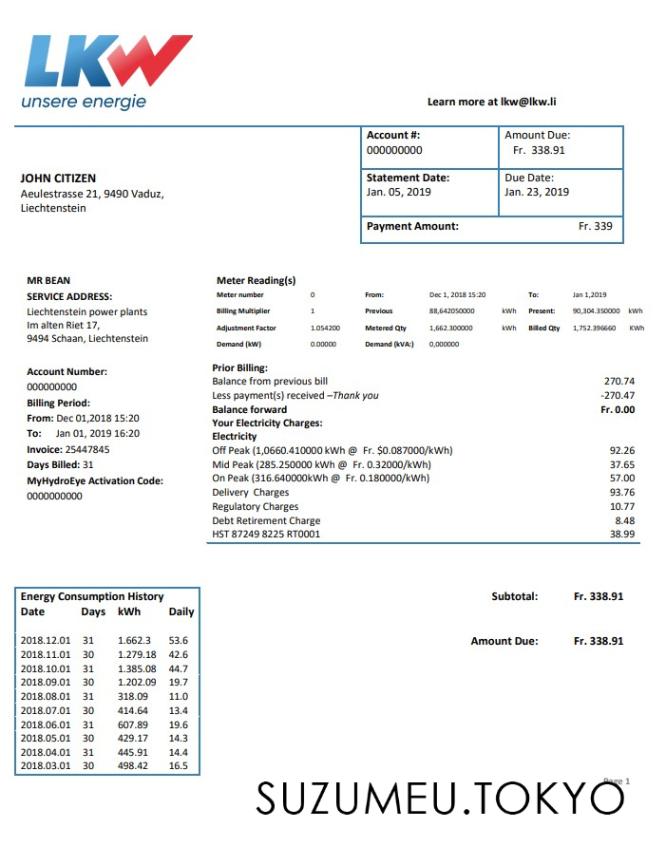 LKW
unsere energie
Learn more at lkw@lkw.li
Account #:
000000000
Amount Due:
Fr. 338.91
Statement Date:
Jan. 05, 2019
Due Date:
Jan. 23, 2019
Payment Amount: Fr. 339
JOHN CITIZEN
Aeulestrasse 21, 9490 Vaduz,
Liechtenstein
MR BEAN
SERVICE ADDRESS:
Liechtenstein power plants
Im alten Riet 17,
9494 Schaan, Liechtenstein
Account Number:
000000000
Billing Period:
From: Dec 01,2018 15:20
To: Jan 01, 2019 16:20
Invoice: 25447845
Days Billed: 31
MyHydroEye Activation Code:
0000000000
Meter Reading(s)
Meter number 0 From: Dec 1, 2018 15:20 To: Jan 1,2019
Billing Multiplier 1 Previous 88,642050000 kWh Present: 90,304.350000 kWh
Adjustment Factor 1.054200 Metered Qty 1,662.300000 kWh Billed Qty 1,752.396660 KWh
Demand (kW) 0.00000 Demand (kVA:) 0,000000
Prior Billing:
Balance from previous bill 270.74
Less payment(s) received –Thank you -270.47
Balance forward Fr. 0.00
Your Electricity Charges:
Electricity
Off Peak (1,0660.410000 kWh @ Fr. $0.087000/kWh) 92.26
Mid Peak (285.250000 kWh @ Fr. 0.32000/kWh) 37.65
On Peak (316.640000kWh @ Fr. 0.180000/kWh) 57.00
Delivery Charges 93.76
Regulatory Charges 10.77
Debt Retirement Charge 8.48
HST 87249 8225 RT0001 38.99
Energy Consumption History
Date Days kWh Daily
2018.12.01 31 1.662.3 53.6
2018.11.01 30 1.279.18 42.6
2018.10.01 31 1.385.08 44.7
2018.09.01 30 1.202.09 19.7
2018.08.01 31 318.09 11.0
2018.07.01 30 414.64 13.4
2018.06.01 31 607.89 19.6
2018.05.01 30 429.17 14.3
2018.04.01 31 445.91 14.4
2018.03.01 30 498.42 16.5
Subtotal: Fr. 338.91
Amount Due: Fr. 338.91
Page 1
SUZUMEU.TOKYO